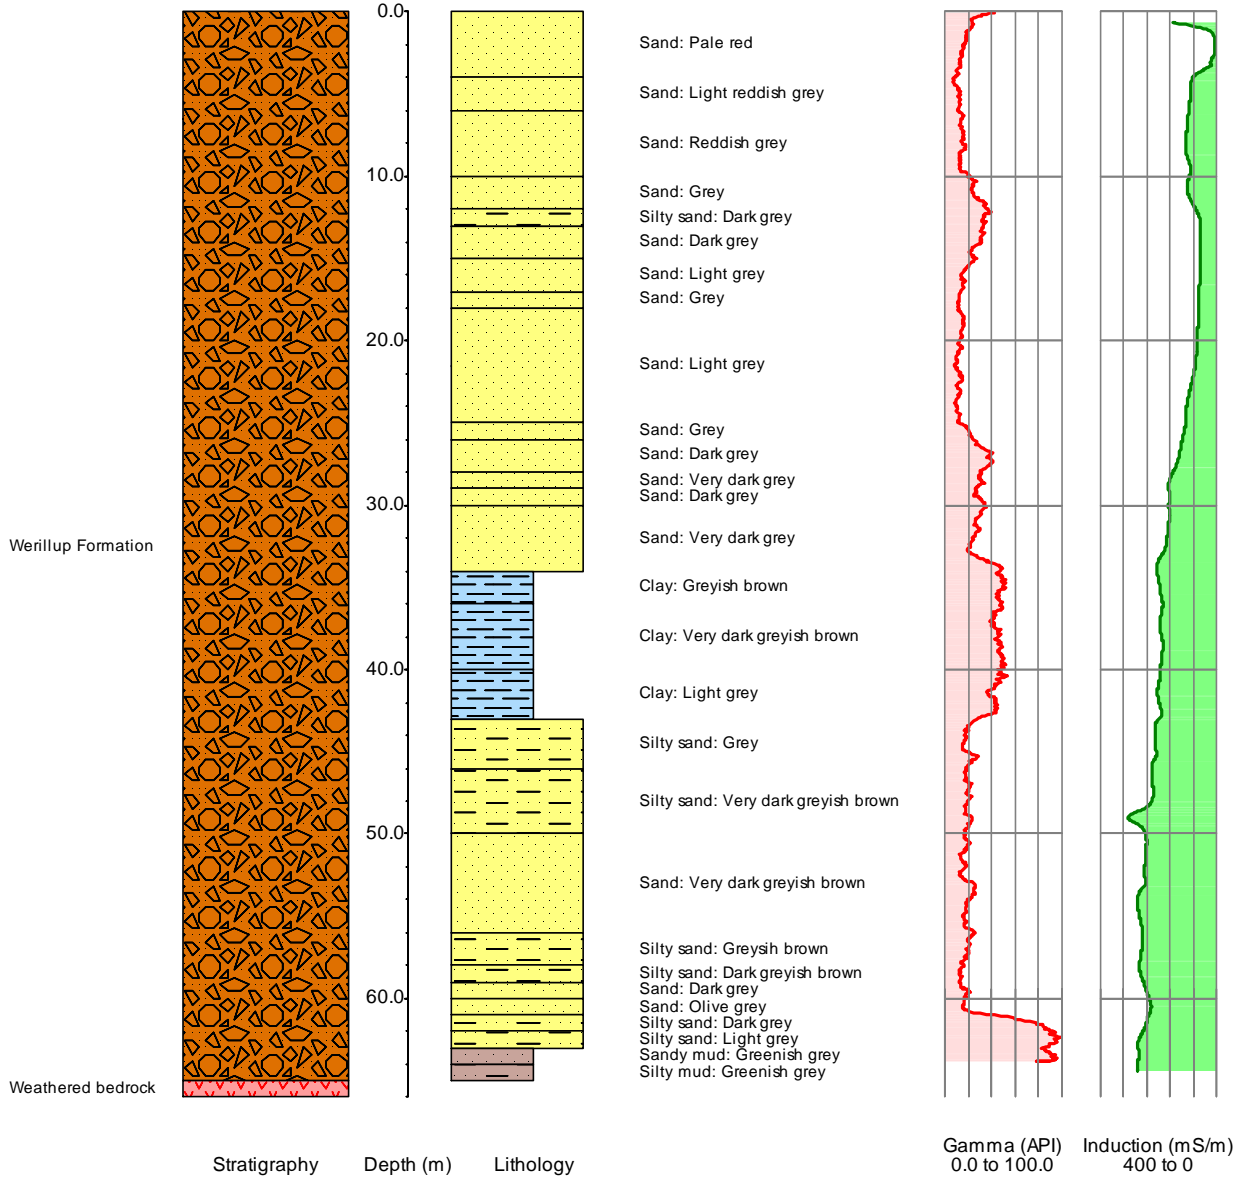 0.0
Sand: Pale red
Sand: Light reddish grey
Sand: Reddish grey
10.0
Sand: Grey
Silty sand: Dark grey
Sand: Dark grey
Sand: Light grey
Sand: Grey
20.0
Sand: Light grey
Sand: Grey
Sand: Dark grey
Sand: Very dark grey
Sand: Dark grey
30.0
Sand: Very dark grey
Werillup Formation
Clay: Greyish brown
Clay: Very dark greyish brown
40.0
Clay: Light grey
Silty sand: Grey
Silty sand: Very dark greyish brown
50.0
Sand: Very dark greyish brown
Silty sand: Greysih brown
Silty sand: Dark greyish brown
Sand: Dark grey
60.0
Sand: Olive grey
Silty sand: Dark grey
Silty sand: Light grey
Sandy mud: Greenish grey
Silty mud: Greenish grey
Weathered bedrock
Stratigraphy
Depth (m)
Lithology
Gamma (API)
0.0 to 100.0
Induction (mS/m)
400 to 0